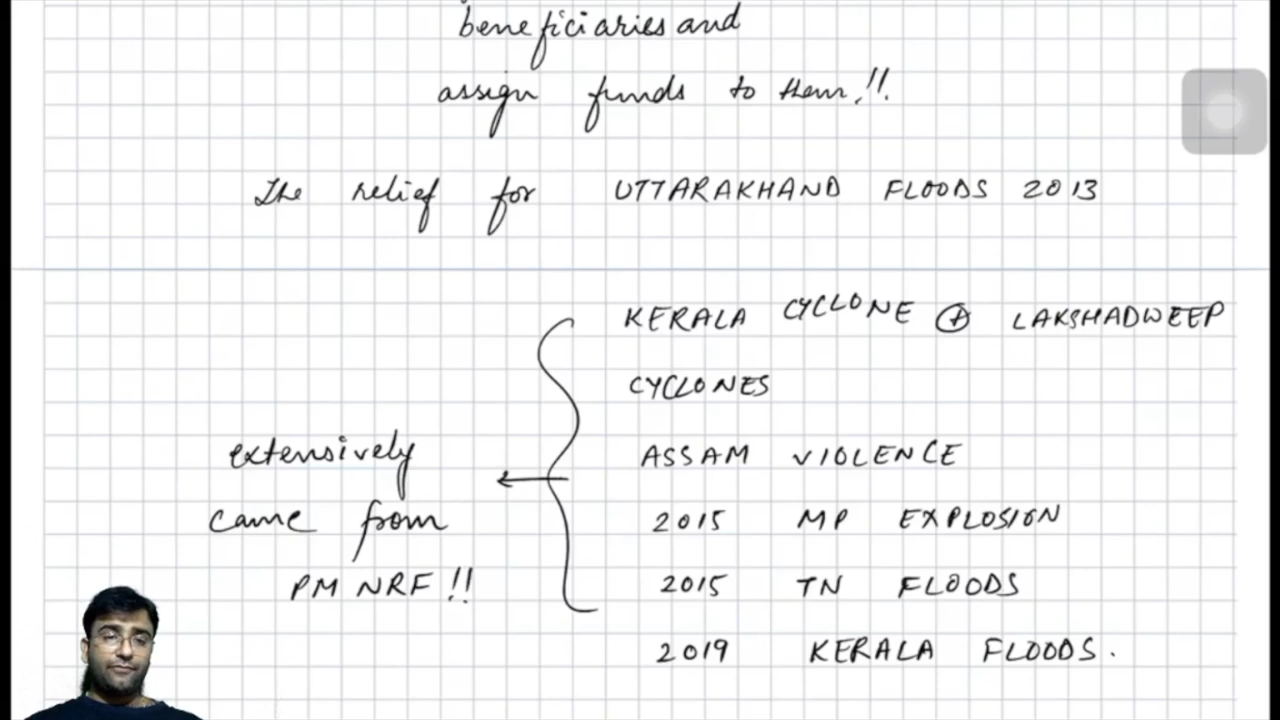 beneficiaries and
assign funds to them!!
The relief for UTTARAKHAND FLOODS 2013
KERALA CYCLONE ⊕ LAKSHADWEEP
CYCLONES
extensively
ASSAM VIOLENCE
came from
2015 MP EXPLOSION
PM NRF!!
2015 TN FLOODS
2019 KERALA FLOODS.